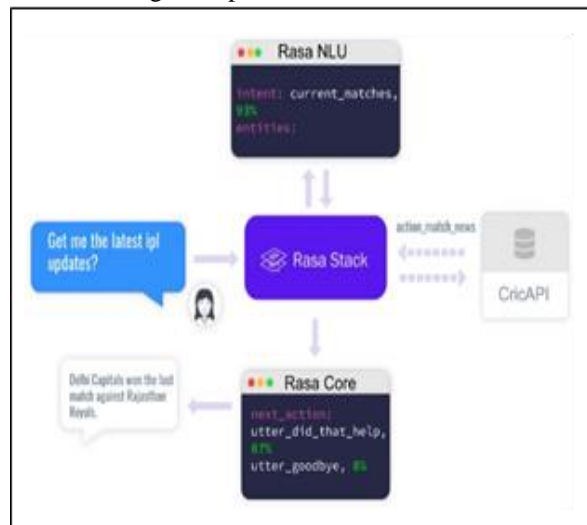 Rasa NLU
intent: current_matches,
93%
entities:
Get me the latest ipl
updates?
Rasa Stack
action_match_news
CricAPI
Rasa Core
next_action:
utter_did_that_help,
87%
utter_goodbye, 8%
Delhi Capitals won the last
match against Rajasthan
Royals.